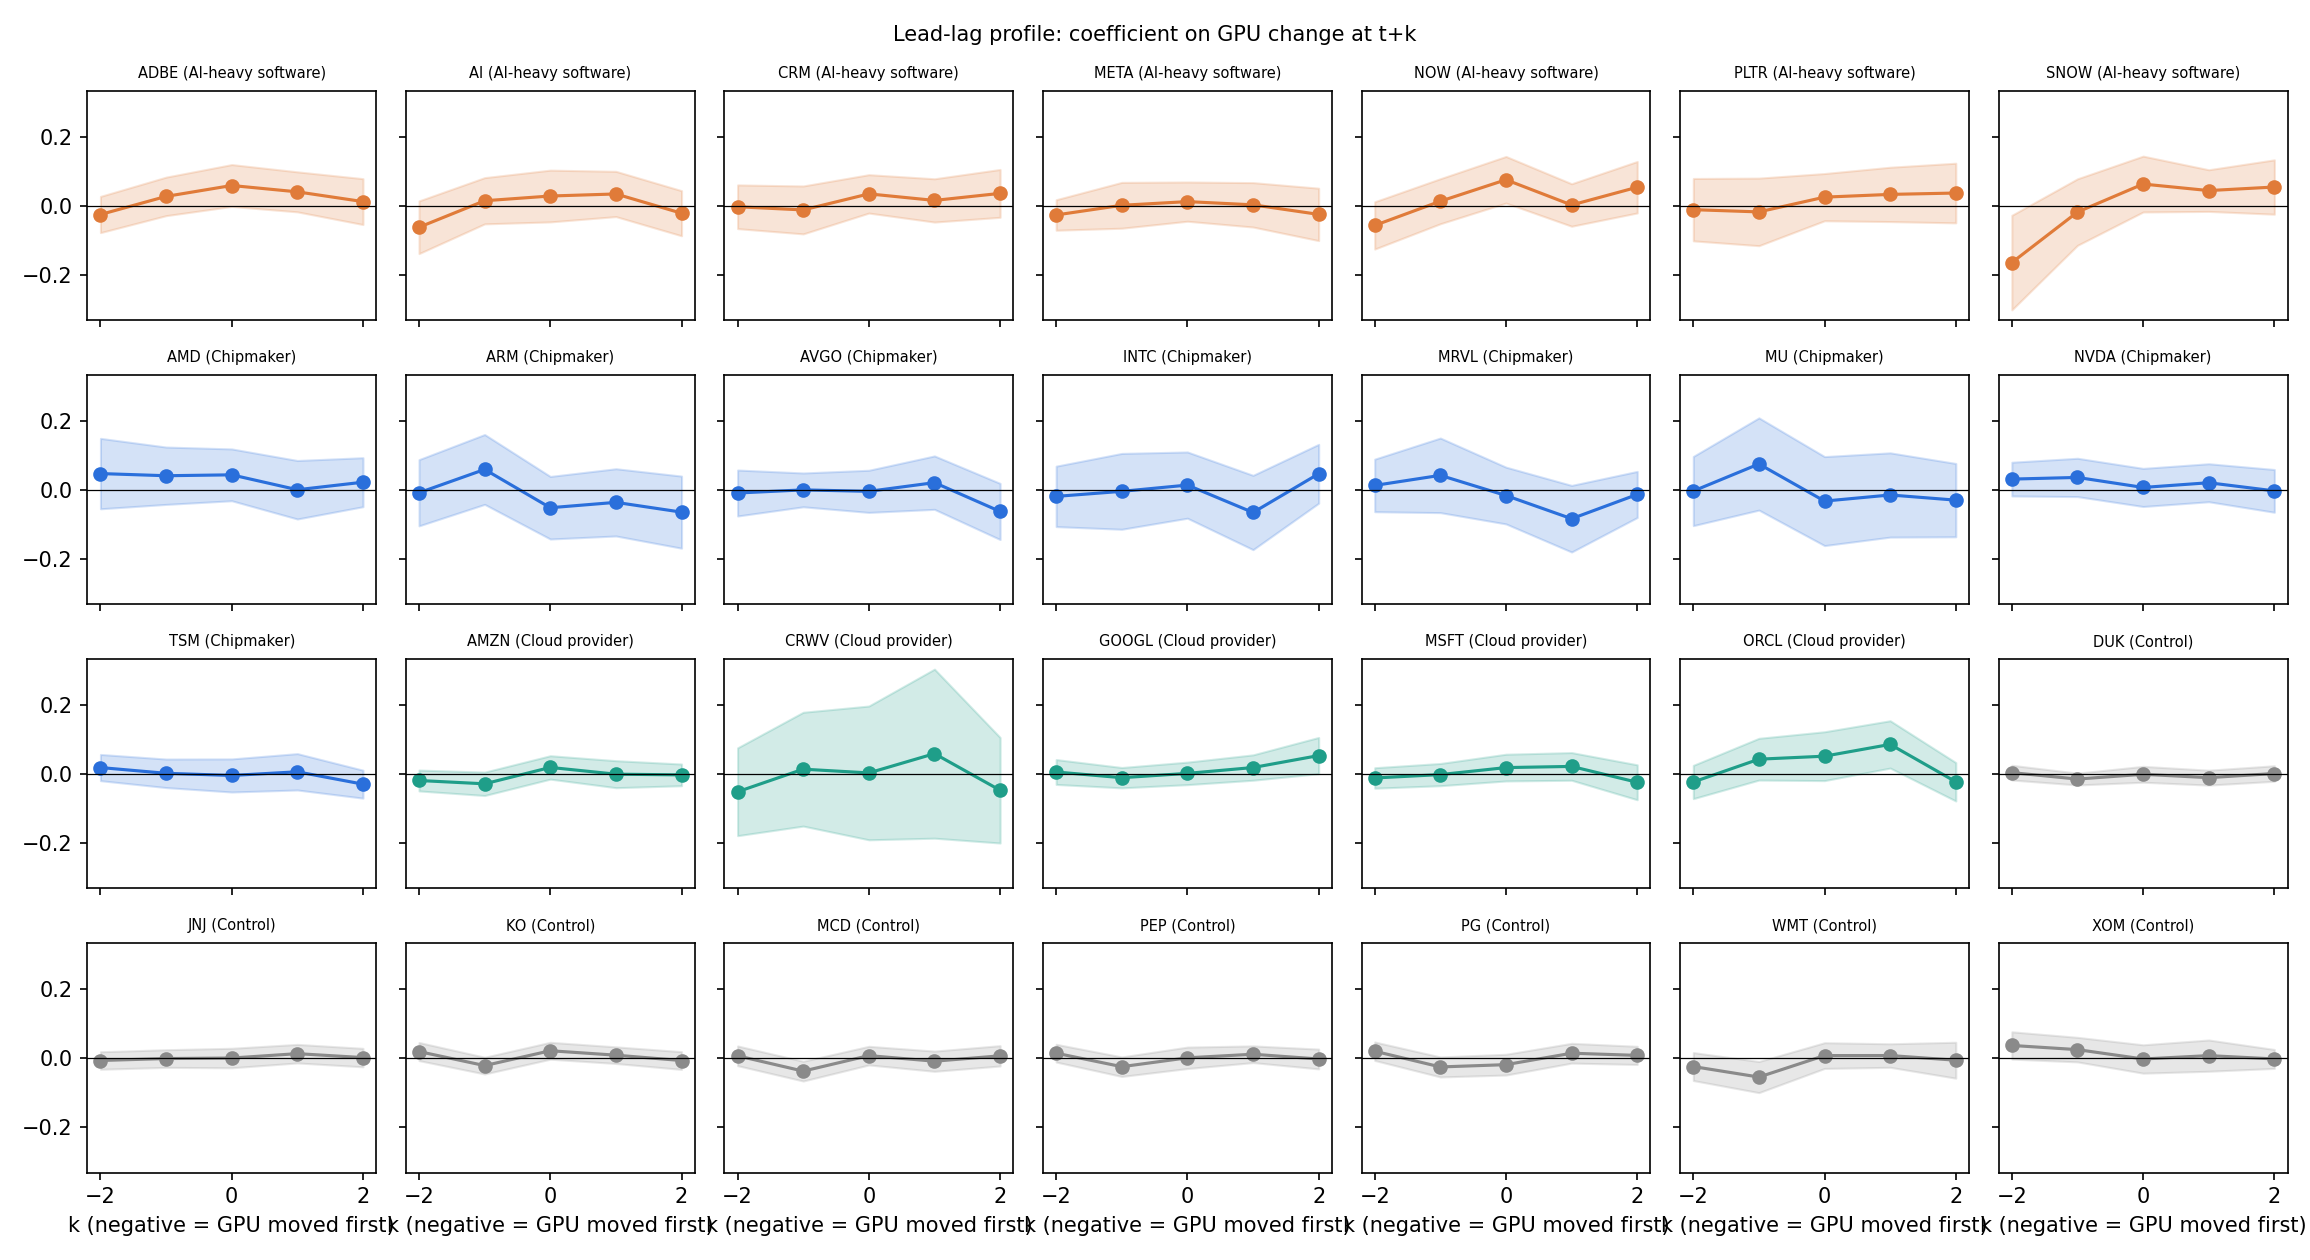 Lead-lag profile: coefficient on GPU change at t+k
ADBE (AI-heavy software) AI (AI-heavy software) CRM (AI-heavy software) META (AI-heavy software) NOW (AI-heavy software) PLTR (AI-heavy software) SNOW (AI-heavy software)
0.2
0.0
−0.2
AMD (Chipmaker) ARM (Chipmaker) AVGO (Chipmaker) INTC (Chipmaker) MRVL (Chipmaker) MU (Chipmaker) NVDA (Chipmaker)
0.2
0.0
−0.2
TSM (Chipmaker) AMZN (Cloud provider) CRWV (Cloud provider) GOOGL (Cloud provider) MSFT (Cloud provider) ORCL (Cloud provider) DUK (Control)
0.2
0.0
−0.2
JNJ (Control) KO (Control) MCD (Control) PEP (Control) PG (Control) WMT (Control) XOM (Control)
0.2
0.0
−0.2
−2 0 2 −2 0 2 −2 0 2 −2 0 2 −2 0 2 −2 0 2 −2 0 2
k (negative = GPU moved first) k (negative = GPU moved first) k (negative = GPU moved first) k (negative = GPU moved first) k (negative = GPU moved first) k (negative = GPU moved first) k (negative = GPU moved first)